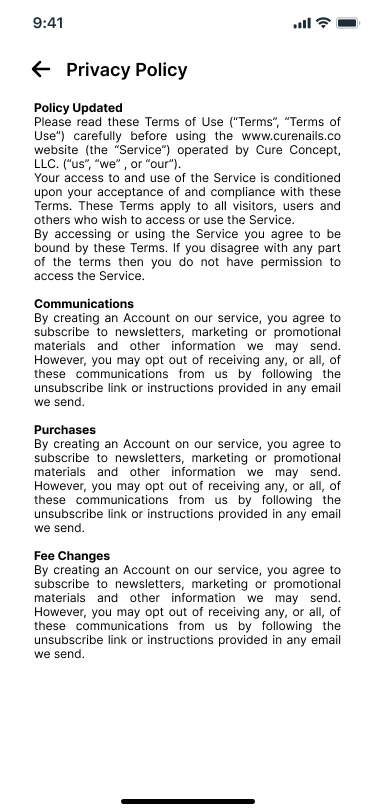 9:41
Privacy Policy
Policy Updated
Please read these Terms of Use (“Terms”, “Terms of
Use”) carefully before using the www.curenails.co
website (the “Service”) operated by Cure Concept,
LLC. (“us”, “we” , or “our”).
Your access to and use of the Service is conditioned
upon your acceptance of and compliance with these
Terms. These Terms apply to all visitors, users and
others who wish to access or use the Service.
By accessing or using the Service you agree to be
bound by these Terms. If you disagree with any part
of the terms then you do not have permission to
access the Service.
Communications
By creating an Account on our service, you agree to
subscribe to newsletters, marketing or promotional
materials and other information we may send.
However, you may opt out of receiving any, or all, of
these communications from us by following the
unsubscribe link or instructions provided in any email
we send.
Purchases
By creating an Account on our service, you agree to
subscribe to newsletters, marketing or promotional
materials and other information we may send.
However, you may opt out of receiving any, or all, of
these communications from us by following the
unsubscribe link or instructions provided in any email
we send.
Fee Changes
By creating an Account on our service, you agree to
subscribe to newsletters, marketing or promotional
materials and other information we may send.
However, you may opt out of receiving any, or all, of
these communications from us by following the
unsubscribe link or instructions provided in any email
we send.